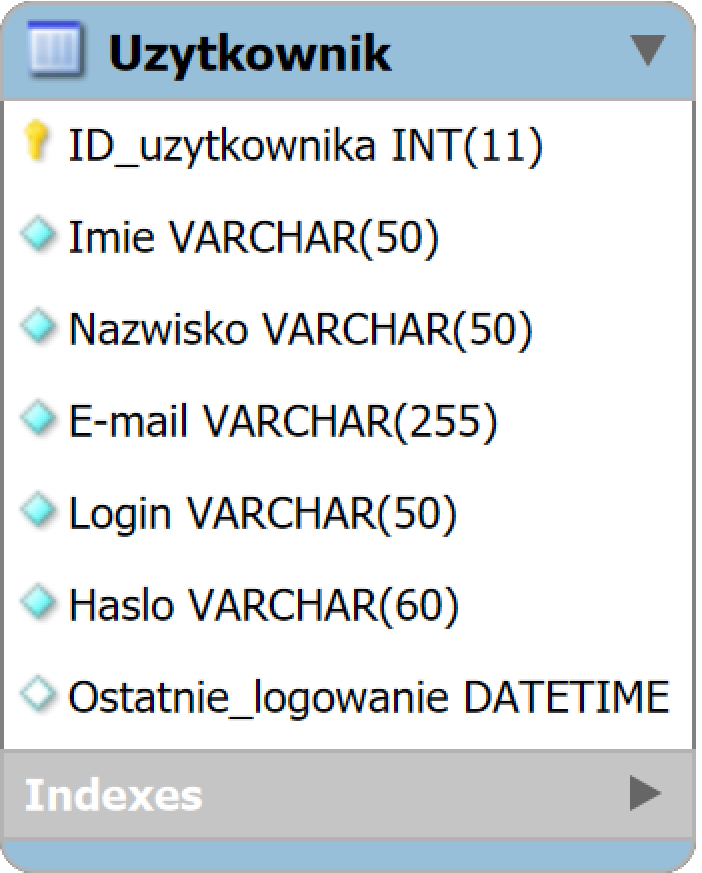 Uzytkownik
ID_uzytkownika INT(11)
Imie VARCHAR(50)
Nazwisko VARCHAR(50)
E-mail VARCHAR(255)
Login VARCHAR(50)
Haslo VARCHAR(60)
Ostatnie_logowanie DATETIME
Indexes